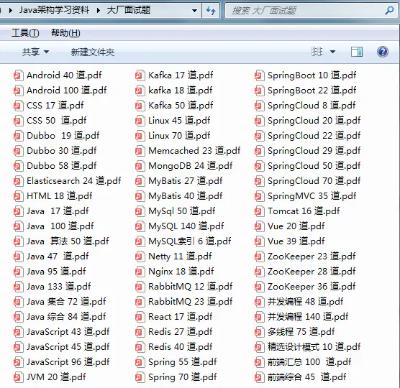 Java架构学习资料 ▸ 大厂面试题 ▸
搜索 大厂面试题
工具(T) 帮助(H)
共享 新建文件夹
Android 40 道.pdf
Android 100 道.pdf
CSS 17 道.pdf
CSS 50 道.pdf
Dubbo 19 道.pdf
Dubbo 30 道.pdf
Dubbo 58 道.pdf
Elasticsearch 24 道.pdf
HTML 18 道.pdf
Java 17 道.pdf
Java 100 道.pdf
Java 算法 50 道.pdf
Java 47 道.pdf
Java 95 道.pdf
Java 133 道.pdf
Java 集合 72 道.pdf
Java 综合 84 道.pdf
JavaScript 43 道.pdf
JavaScript 45 道.pdf
JavaScript 96 道.pdf
JVM 20 道.pdf
Kafka 17 道.pdf
kafka 18 道.pdf
Kafka 50 道.pdf
Linux 45 道.pdf
Linux 70 道.pdf
Memcached 23 道.pdf
MongoDB 24 道.pdf
MyBatis 27 道.pdf
MyBatis 40 道.pdf
MySql 50 道.pdf
MySQL 140 道.pdf
MySQL索引 6 道.pdf
Netty 11 道.pdf
Nginx 18 道.pdf
RabbitMQ 12 道.pdf
RabbitMQ 23 道.pdf
React 17 道.pdf
Redis 27 道.pdf
Redis 40 道.pdf
Spring 55 道.pdf
Spring 70 道.pdf
SpringBoot 10 道.pdf
SpringBoot 22 道.pdf
SpringCloud 8 道.pdf
SpringCloud 20 道.pdf
SpringCloud 22 道.pdf
SpringCloud 29 道.pdf
SpringCloud 50 道.pdf
SpringCloud 70 道.pdf
SpringMVC 35 道.pdf
Tomcat 16 道.pdf
Vue 20 道.pdf
Vue 39 道.pdf
ZooKeeper 23 道.pdf
ZooKeeper 28 道.pdf
ZooKeeper 36 道.pdf
并发编程 48 道.pdf
并发编程 140 道.pdf
多线程 75 道.pdf
精选设计模式 10 道.pdf
前端汇总 100 道.pdf
前端综合 45 道.pdf